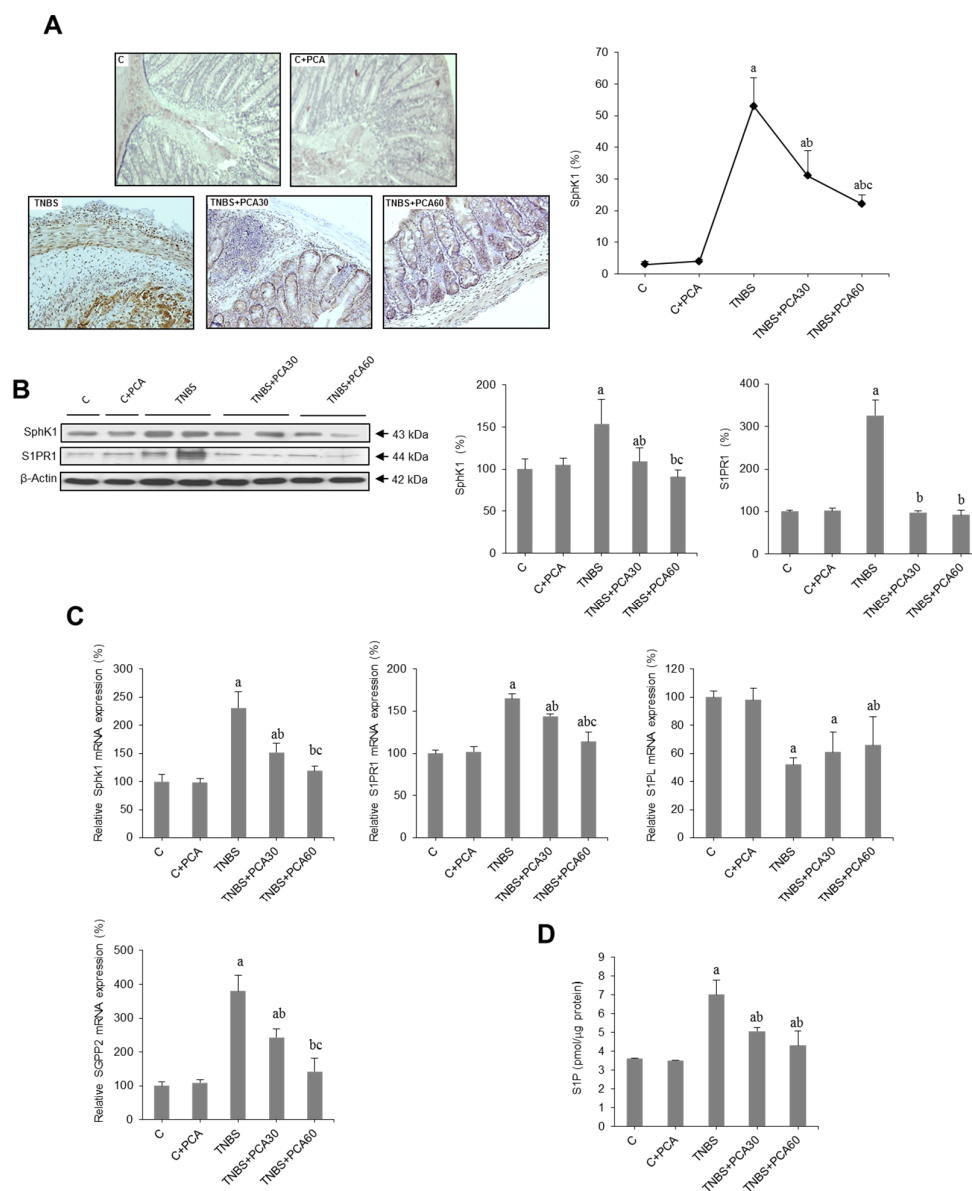 A
C
C+PCA
TNBS
TNBS+PCA30
TNBS+PCA60
SphK1 (%)
70
60
50
40
30
20
10
0
a
ab
abc
C
C+PCA
TNBS
TNBS+PCA30
TNBS+PCA60
B
C
C+PCA
TNBS
TNBS+PCA30
TNBS+PCA60
SphK1
43 kDa
S1PR1
44 kDa
β-Actin
42 kDa
SphK1 (%)
200
150
100
50
0
a
ab
bc
C
C+PCA
TNBS
TNBS+PCA30
TNBS+PCA60
S1PR1 (%)
400
300
200
100
0
a
b
b
C
C+PCA
TNBS
TNBS+PCA30
TNBS+PCA60
C
Relative Sphk1 mRNA expression (%)
300
250
200
150
100
50
0
a
ab
bc
C
C+PCA
TNBS
TNBS+PCA30
TNBS+PCA60
Relative S1PR1 mRNA expression (%)
200
150
100
50
0
a
ab
abc
C
C+PCA
TNBS
TNBS+PCA30
TNBS+PCA60
Relative S1PL mRNA expression (%)
120
100
80
60
40
20
0
a
a
ab
C
C+PCA
TNBS
TNBS+PCA30
TNBS+PCA60
Relative SGPP2 mRNA expression (%)
500
400
300
200
100
0
a
ab
bc
C
C+PCA
TNBS
TNBS+PCA30
TNBS+PCA60
D
S1P (pmol/µg protein)
9
8
7
6
5
4
3
2
1
0
a
ab
ab
C
C+PCA
TNBS
TNBS+PCA30
TNBS+PCA60